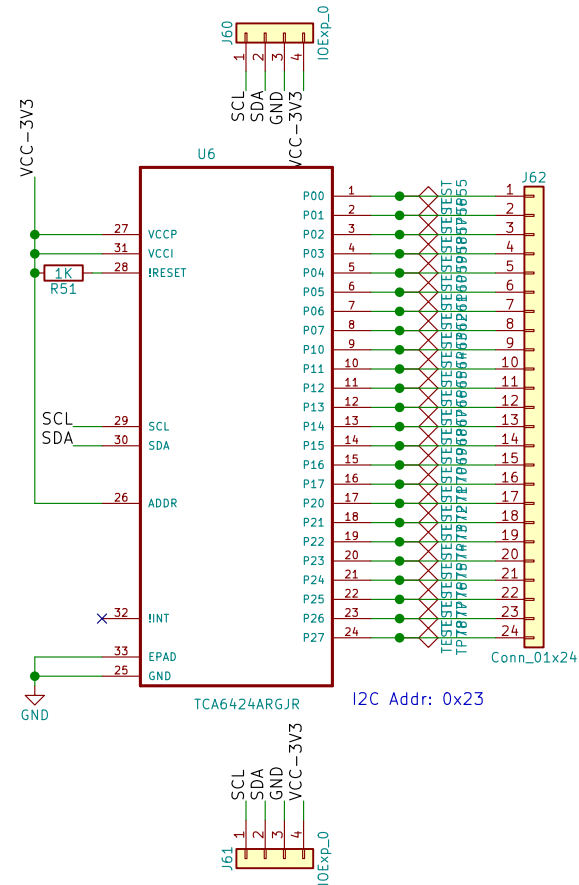 J60
IOExp_0
1
2
3
4
SCL
SDA
GND
VCC-3V3
VCC-3V3
U6
J62
P00 1 1
P01 2 2
27 VCCP P02 3 3
31 VCCI P03 4 4
1K 28 !RESET P04 5 5
R51 P05 6 6
P06 7 7
P07 8 8
P10 9 9
P11 10 10
P12 11 11
P13 12 12
SCL 29 SCL P14 13 13
SDA 30 SDA P15 14 14
P16 15 15
P17 16 16
26 ADDR P20 17 17
P21 18 18
P22 19 19
P23 20 20
P24 21 21
P25 22 22
32 !INT P26 23 23
P27 24 24
33 EPAD
25 GND
Conn_01x24
GND
TCA6424ARGJR
I2C Addr: 0x23
SCL
SDA
GND
VCC-3V3
1
2
3
4
J61
IOExp_0